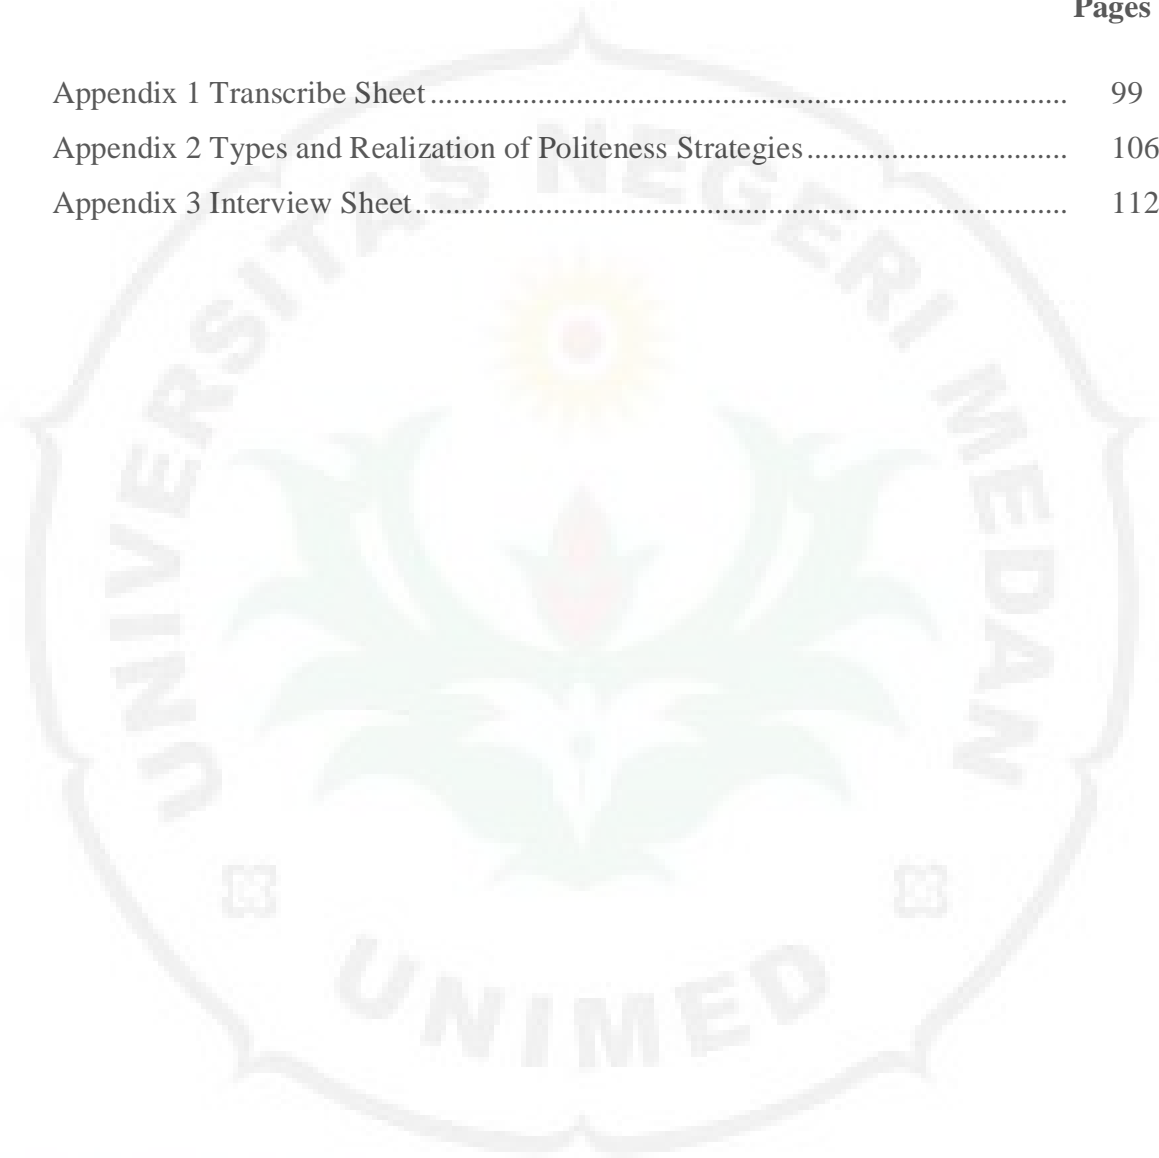 Pages
Appendix 1 Transcribe Sheet........................................................................................ 99
Appendix 2 Types and Realization of Politeness Strategies.................................. 106
Appendix 3 Interview Sheet.......................................................................................... 112
UNIVERSITAS NEGERI MEDAN
UNIMED